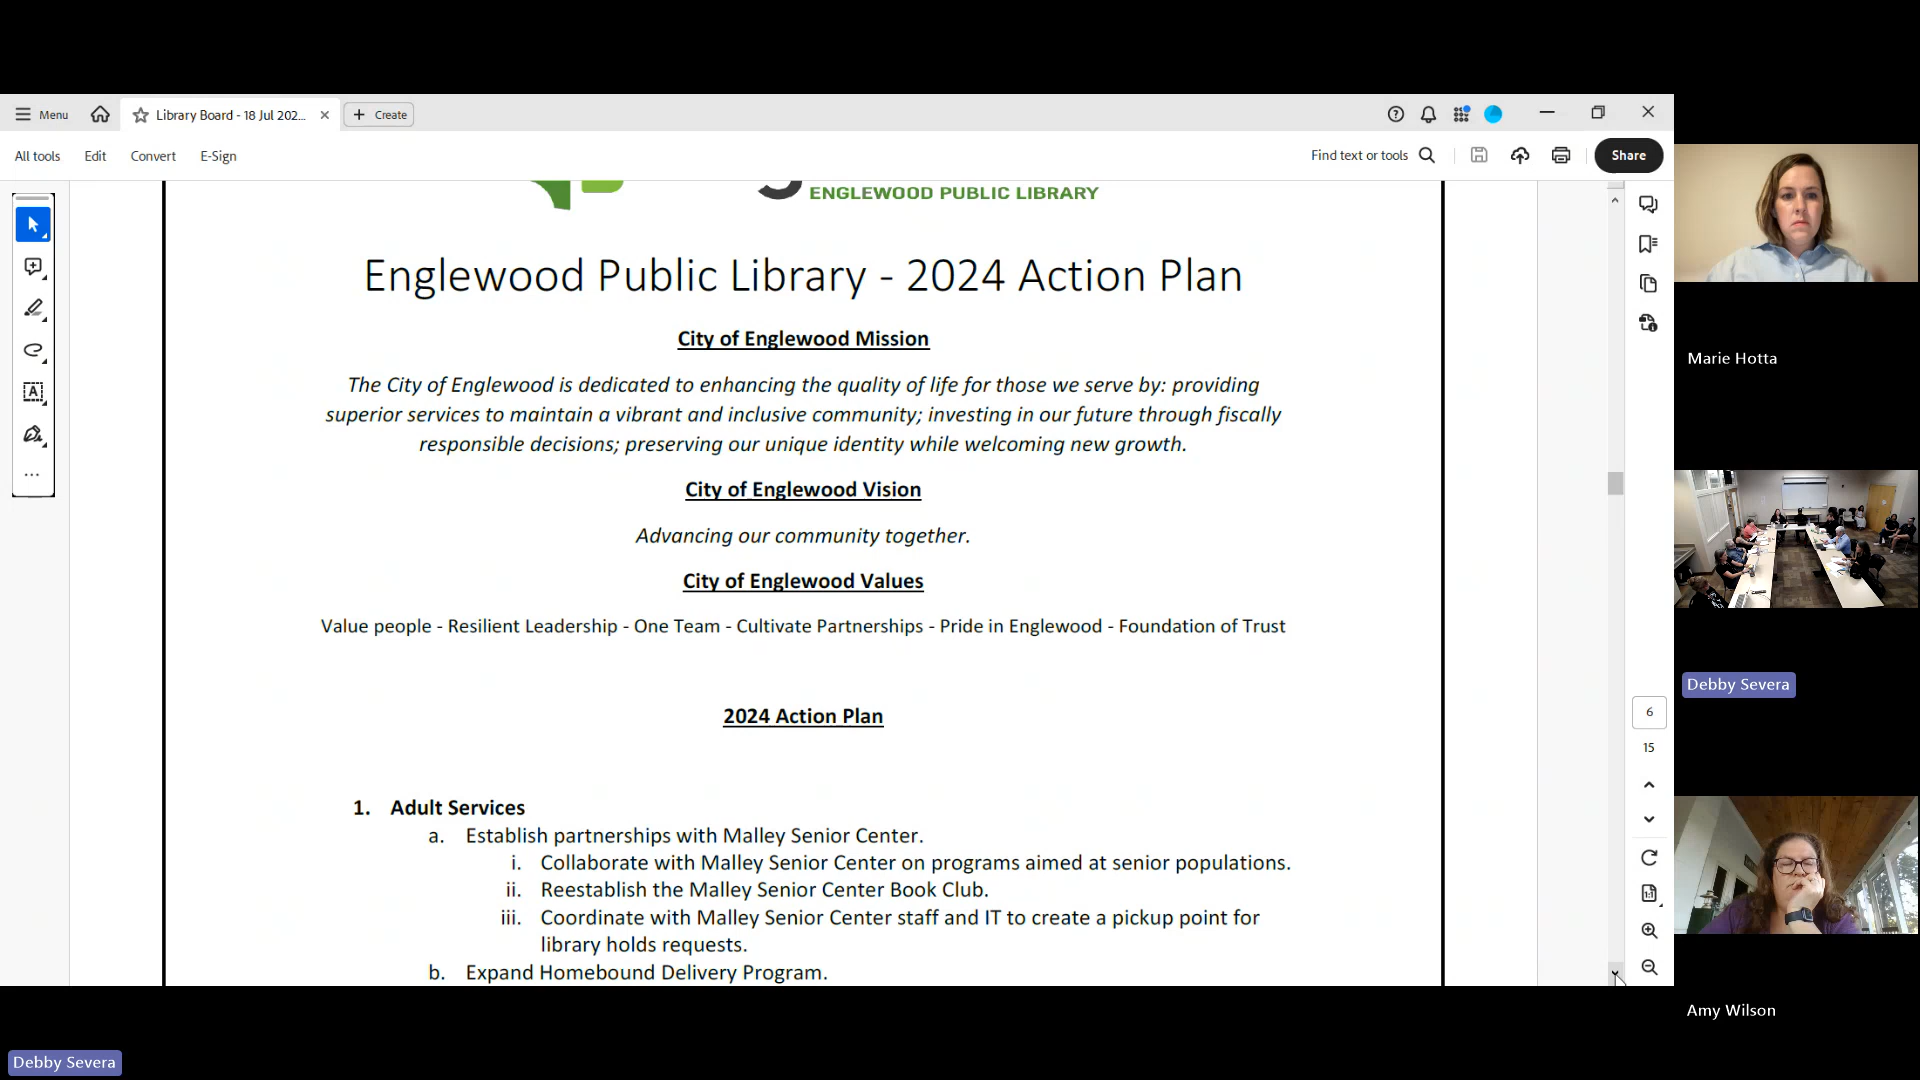 Menu
Library Board - 18 Jul 202...
Create
All tools
Edit
Convert
E-Sign
Find text or tools
Share
ENGLEWOOD PUBLIC LIBRARY
Englewood Public Library - 2024 Action Plan
City of Englewood Mission
The City of Englewood is dedicated to enhancing the quality of life for those we serve by: providing
superior services to maintain a vibrant and inclusive community; investing in our future through fiscally
responsible decisions; preserving our unique identity while welcoming new growth.
City of Englewood Vision
Advancing our community together.
City of Englewood Values
Value people - Resilient Leadership - One Team - Cultivate Partnerships - Pride in Englewood - Foundation of Trust
2024 Action Plan
1. Adult Services
a. Establish partnerships with Malley Senior Center.
i. Collaborate with Malley Senior Center on programs aimed at senior populations.
ii. Reestablish the Malley Senior Center Book Club.
iii. Coordinate with Malley Senior Center staff and IT to create a pickup point for
library holds requests.
b. Expand Homebound Delivery Program.
6
15
Marie Hotta
Debby Severa
Amy Wilson
Debby Severa